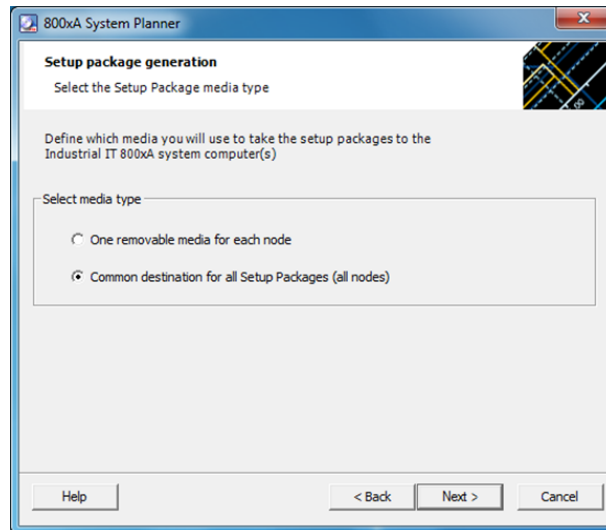 800xA System Planner
Setup package generation
Select the Setup Package media type
Define which media you will use to take the setup packages to the
Industrial IT 800xA system computer(s)
Select media type
One removable media for each node
Common destination for all Setup Packages (all nodes)
Help
< Back
Next >
Cancel